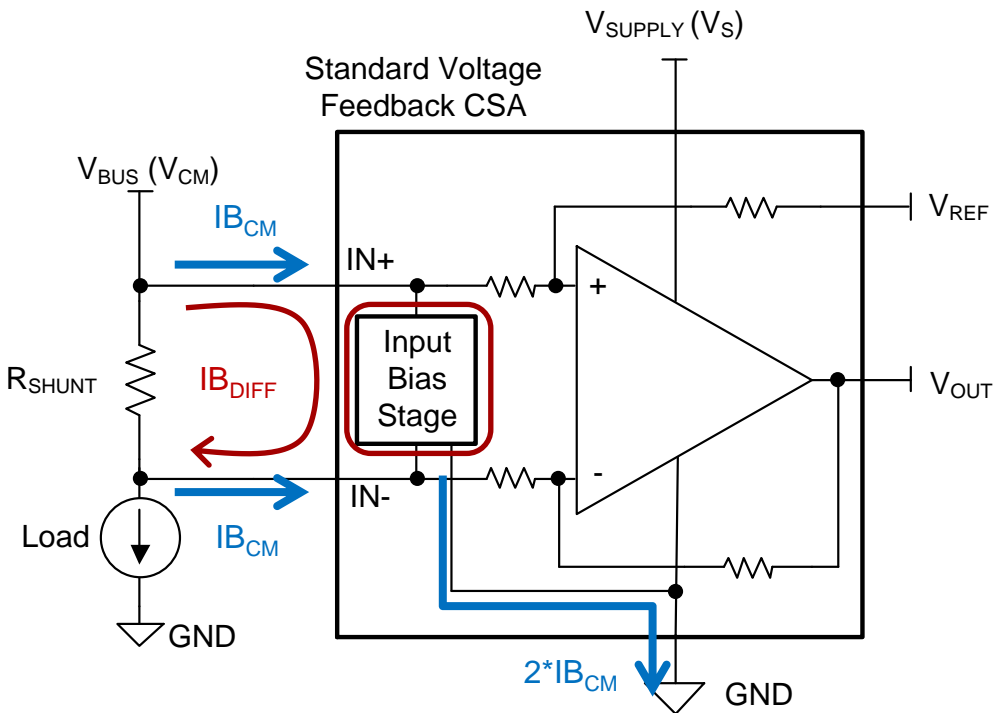 VSUPPLY (VS)
Standard Voltage
Feedback CSA
VBUS (VCM)
IBCM
VREF
IN+
+
Input
Bias
Stage
RSHUNT
IBDIFF
VOUT
-
IN-
Load
IBCM
GND
2*IBCM
GND